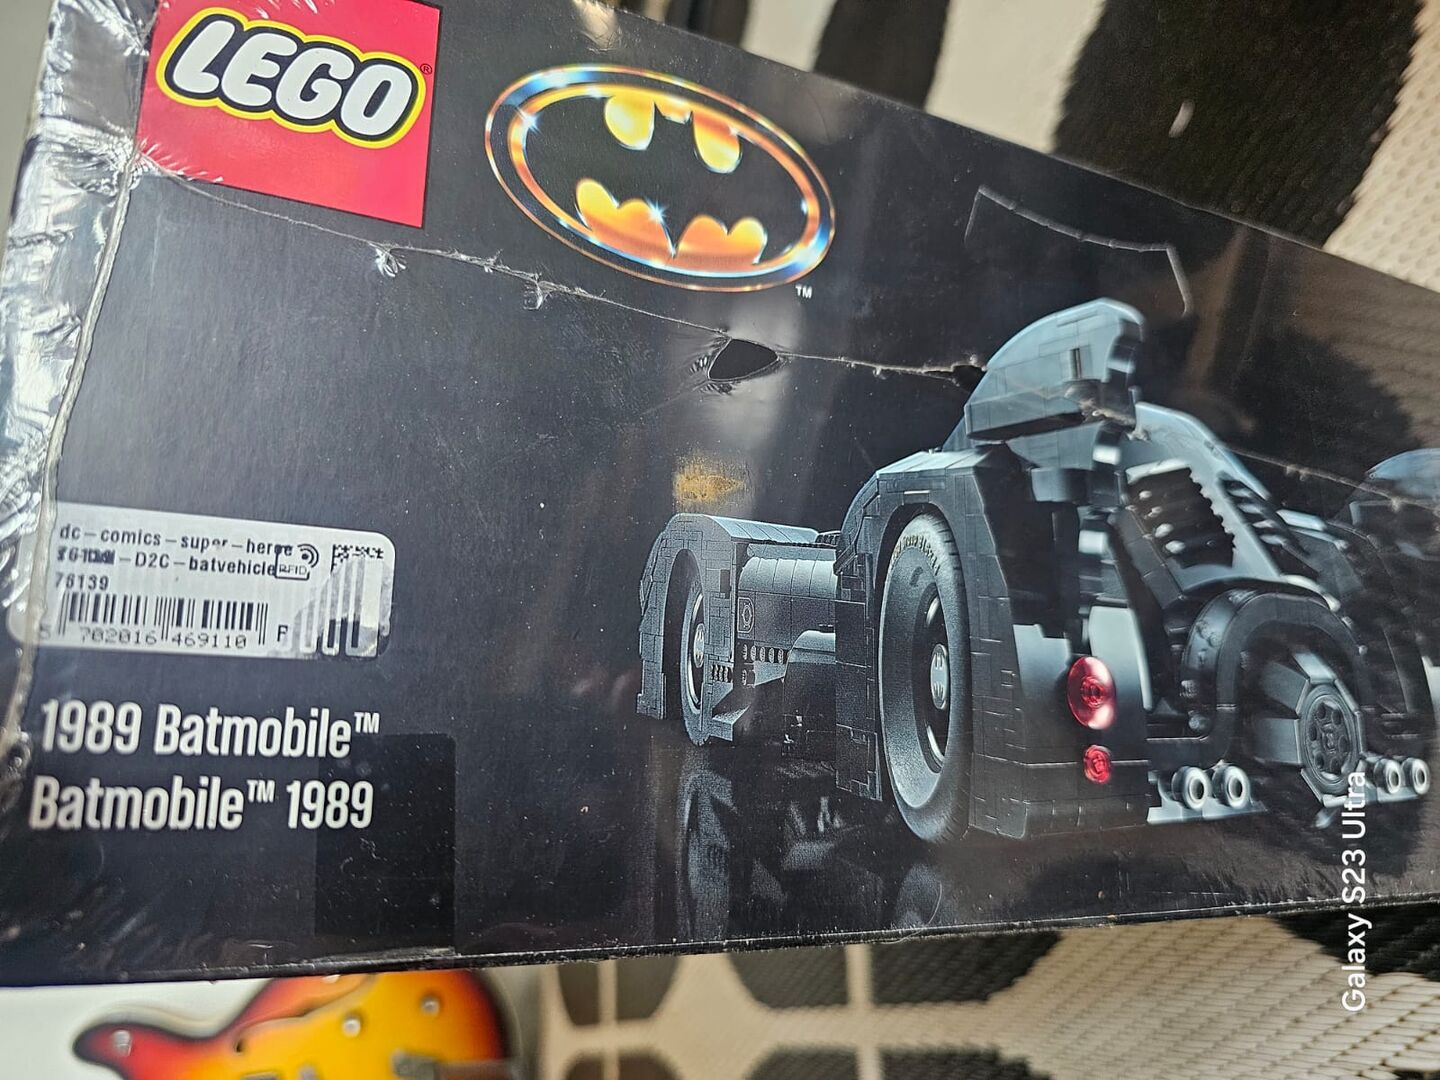 LEGO®
TM
dc-comics-super-heroe
D2C-batvehicle
RFID
76139
5 702016 469110 F
1989 Batmobile™
Batmobile™ 1989
Galaxy S23 Ultra